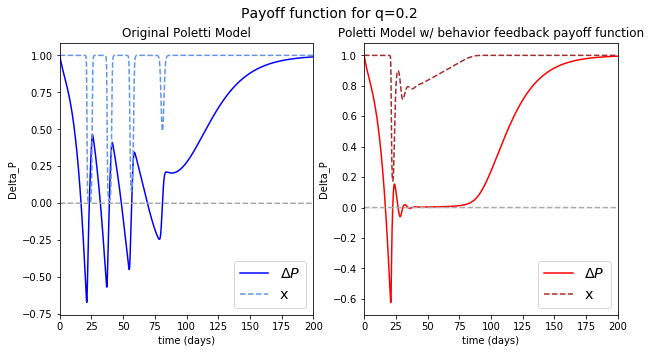 Payoff function for q=0.2
Original Poletti Model
Delta_P
1.00
0.75
0.50
0.25
0.00
−0.25
−0.50
−0.75
0 25 50 75 100 125 150 175 200
time (days)
ΔP
x
Poletti Model w/ behavior feedback payoff function
Delta_P
1.0
0.8
0.6
0.4
0.2
0.0
−0.2
−0.4
−0.6
0 25 50 75 100 125 150 175 200
time (days)
ΔP
x